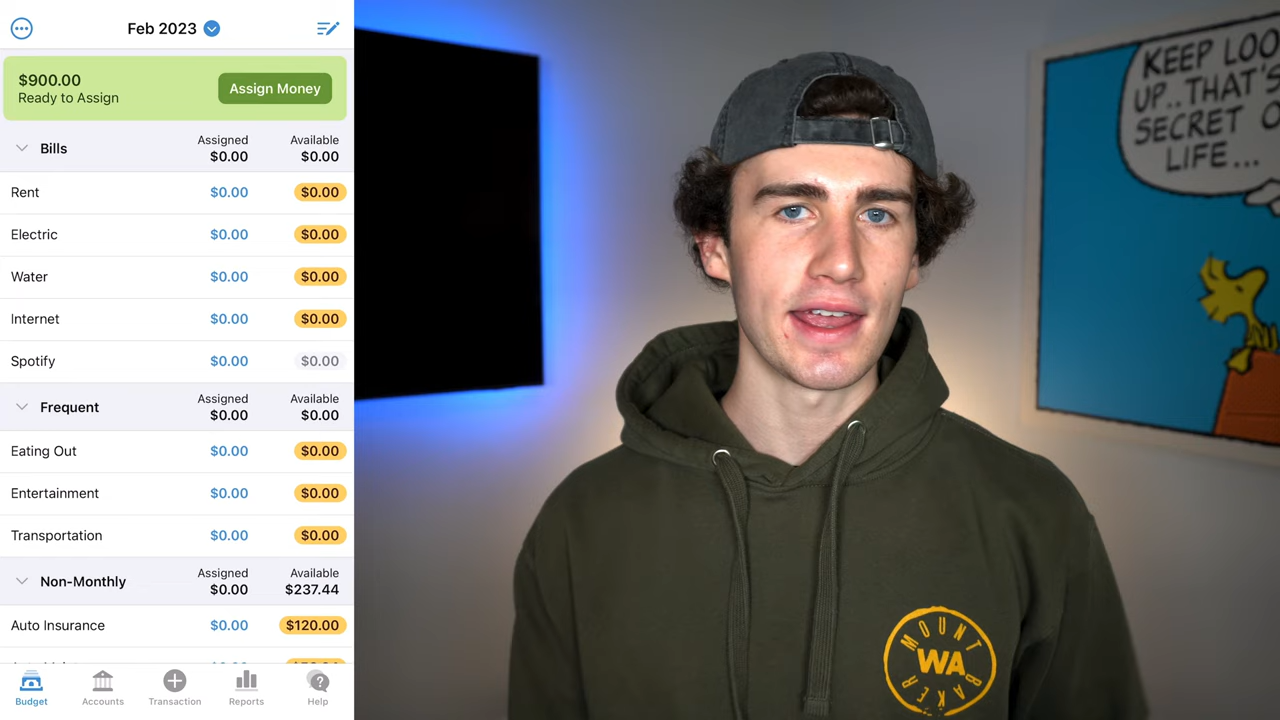 Feb 2023
$900.00
Ready to Assign
Assign Money
Bills Assigned Available
$0.00 $0.00
Rent $0.00 $0.00
Electric $0.00 $0.00
Water $0.00 $0.00
Internet $0.00 $0.00
Spotify $0.00 $0.00
Frequent Assigned Available
$0.00 $0.00
Eating Out $0.00 $0.00
Entertainment $0.00 $0.00
Transportation $0.00 $0.00
Non-Monthly Assigned Available
$0.00 $237.44
Auto Insurance $0.00 $120.00
Budget Accounts Transaction Reports Help
KEEP LOO
UP.. THAT'S
SECRET O
LIFE...
MOUNT
WA
BAKER